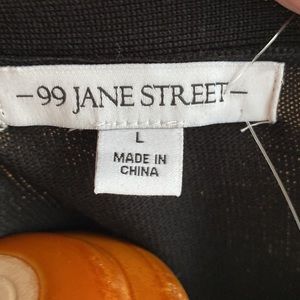 -99 JANE STREET-
L
MADE IN
CHINA